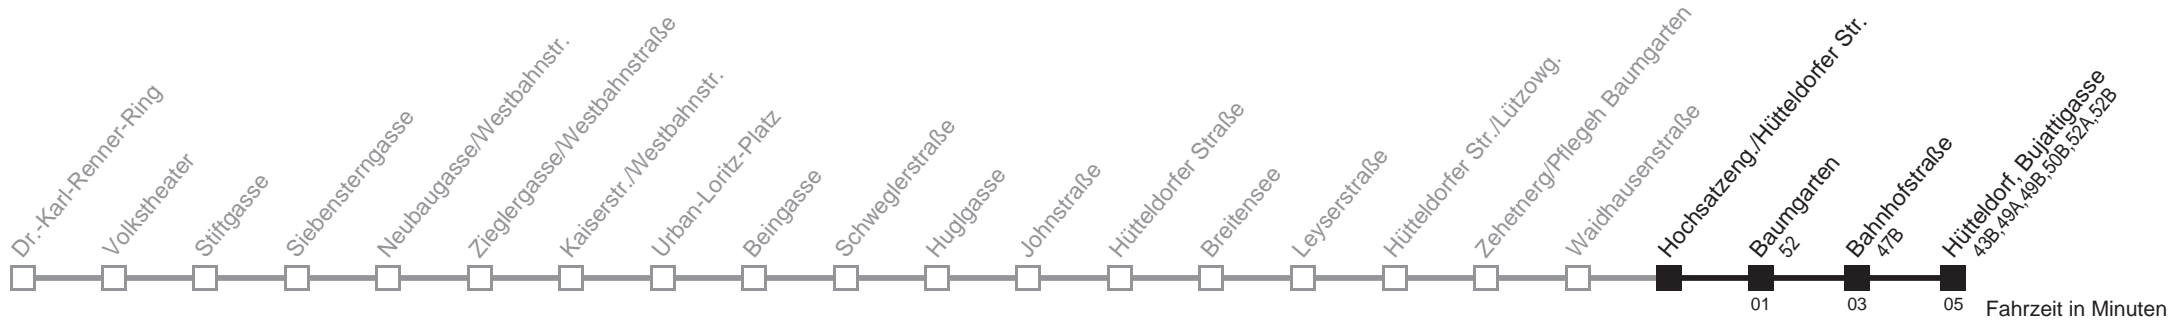 Dr.-Karl-Renner-Ring
Volkstheater
Stiftgasse
Siebensterngasse
Neubaugasse/Westbahnstr.
Zieglergasse/Westbahnstraße
Kaiserstr./Westbahnstr.
Urban-Loritz-Platz
Beingasse
Schweglerstraße
Huglgasse
Johnstraße
Hütteldorfer Straße
Breitensee
Leyserstraße
Hütteldorfer Str./Lützowg.
Zehetnerg/Pflegeh Baumgarten
Waidhausenstraße
Hochsatzeng./Hütteldorfer Str.
Baumgarten
52
Bahnhofstraße
47B
Hütteldorf, Bujattigasse
43B,49A,49B,50B,52A,52B
01
03
05
Fahrzeit in Minuten